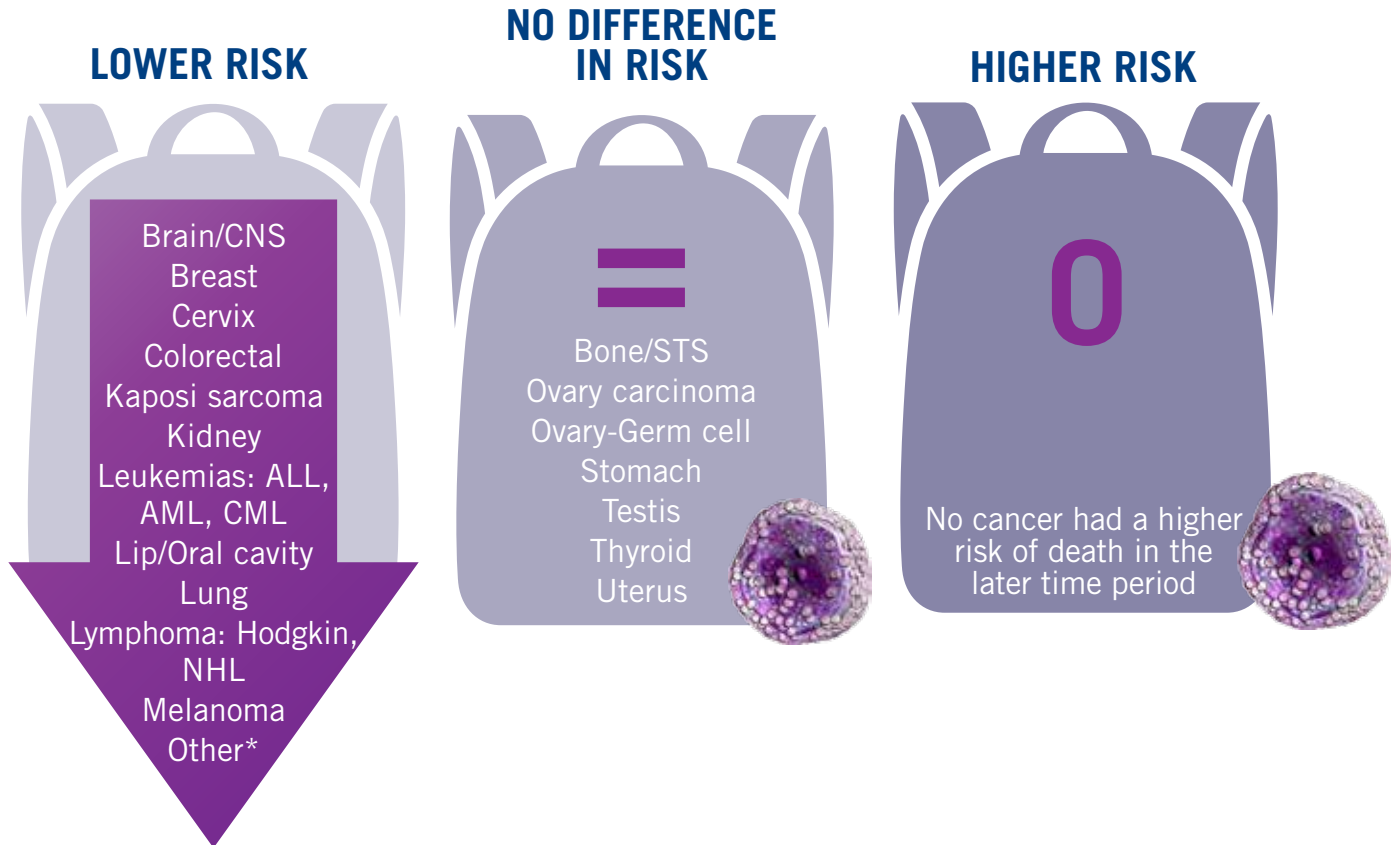 LOWER RISK
Brain/CNS
Breast
Cervix
Colorectal
Kaposi sarcoma
Kidney
Leukemias: ALL,
AML, CML
Lip/Oral cavity
Lung
Lymphoma: Hodgkin,
NHL
Melanoma
Other*
NO DIFFERENCE
IN RISK
=
Bone/STS
Ovary carcinoma
Ovary-Germ cell
Stomach
Testis
Thyroid
Uterus
HIGHER RISK
0
No cancer had a higher
risk of death in the
later time period